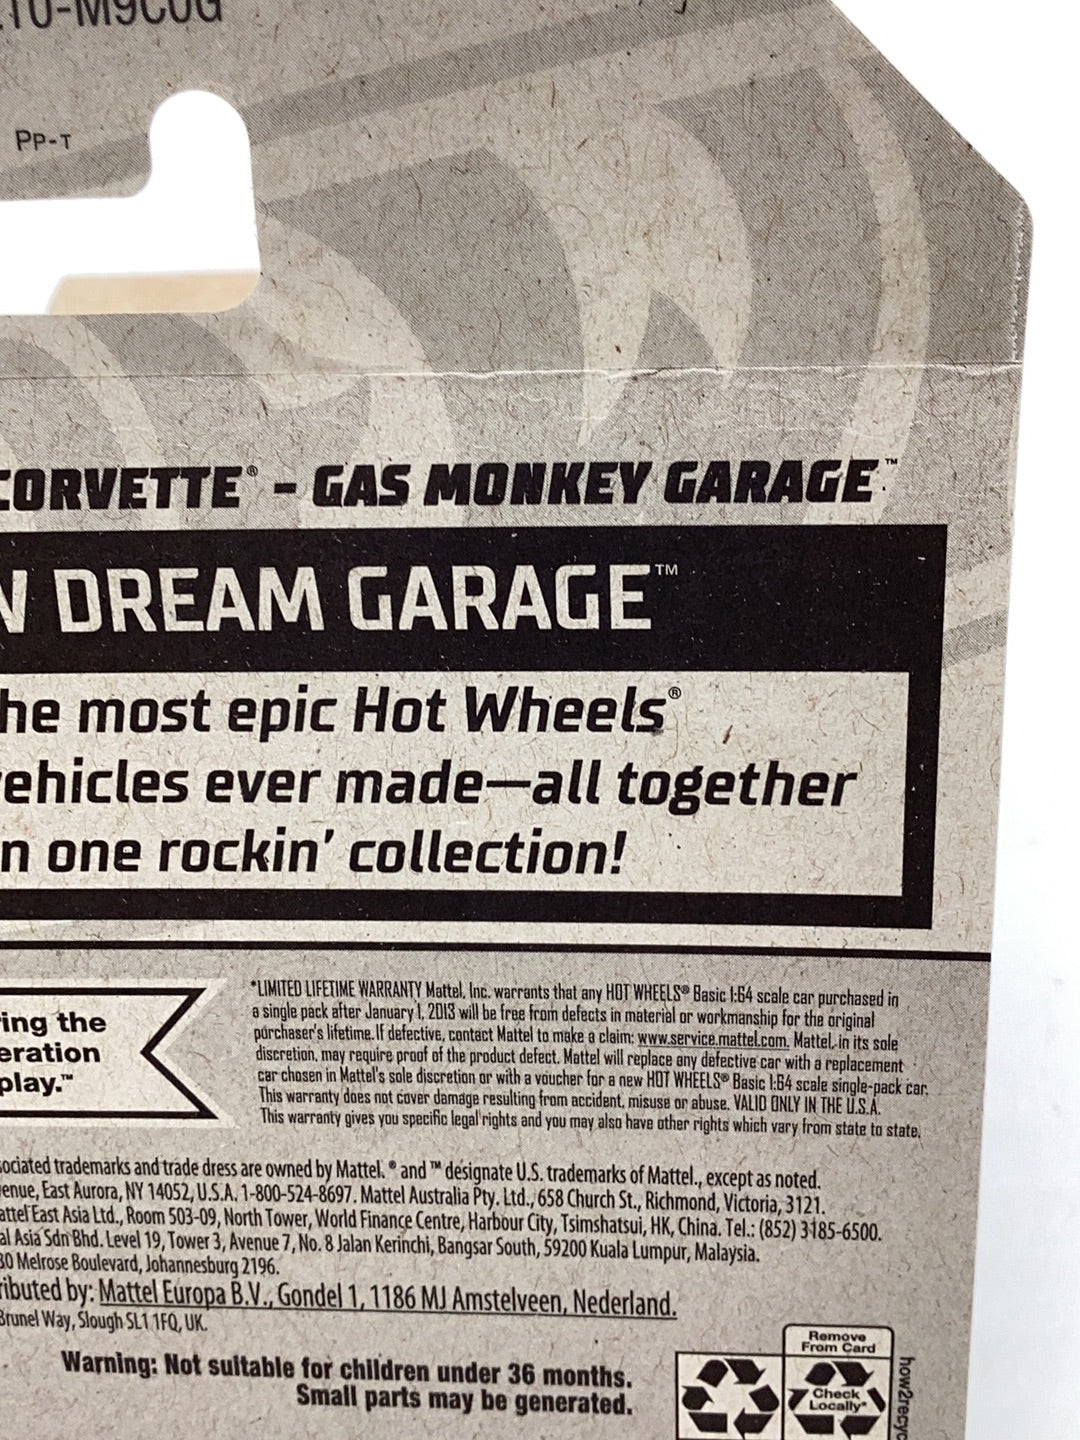 10-M9C0G
PP-T
CORVETTE® - GAS MONKEY GARAGE™
DREAM GARAGE™
the most epic Hot Wheels®
vehicles ever made—all together
in one rockin' collection!
ing the
eration
play.™
*LIMITED LIFETIME WARRANTY Mattel, Inc. warrants that any HOT WHEELS® Basic 1:64 scale car purchased in
a single pack after January 1, 2013 will be free from defects in material or workmanship for the original
purchaser's lifetime. If defective, contact Mattel to make a claim: www.service.mattel.com. Mattel, in its sole
discretion, may require proof of the product defect. Mattel will replace any defective car with a replacement
car chosen in Mattel's sole discretion or with a voucher for a new HOT WHEELS® Basic 1:64 scale single-pack car.
This warranty does not cover damage resulting from accident, misuse or abuse. VALID ONLY IN THE U.S.A.
This warranty gives you specific legal rights and you may also have other rights which vary from state to state.
sociated trademarks and trade dress are owned by Mattel. ® and ™ designate U.S. trademarks of Mattel., except as noted.
enue, East Aurora, NY 14052, U.S.A. 1-800-524-8697. Mattel Australia Pty. Ltd., 658 Church St., Richmond, Victoria, 3121.
attel East Asia Ltd., Room 503-09, North Tower, World Finance Centre, Harbour City, Tsimshatsui, HK, China. Tel.: (852) 3185-6500.
al Asia Sdn Bhd. Level 19, Tower 3, Avenue 7, No. 8 Jalan Kerinchi, Bangsar South, 59200 Kuala Lumpur, Malaysia.
30 Melrose Boulevard, Johannesburg 2196.
ributed by: Mattel Europa B.V., Gondel 1, 1186 MJ Amstelveen, Nederland.
Brunel Way, Slough SL1 1FQ, UK.
Warning: Not suitable for children under 36 months.
Small parts may be generated.
Remove
From Card
Check
Locally*
how2recyc